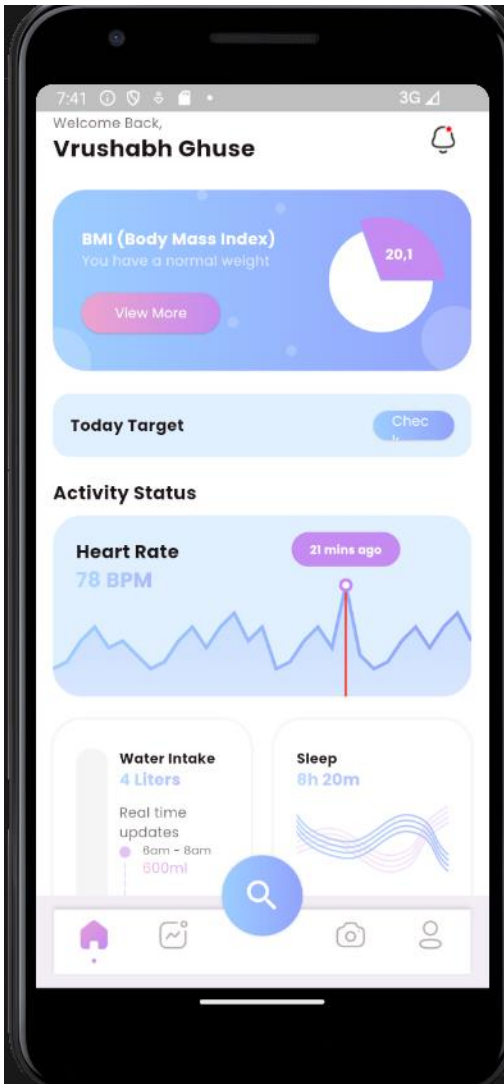 7:41
3G
Welcome Back,
Vrushabh Ghuse
BMI (Body Mass Index)
You have a normal weight
20,1
View More
Today Target
Chec
Activity Status
Heart Rate
21 mins ago
78 BPM
Water Intake
4 Liters
Real time
updates
6am - 8am
600ml
Sleep
8h 20m